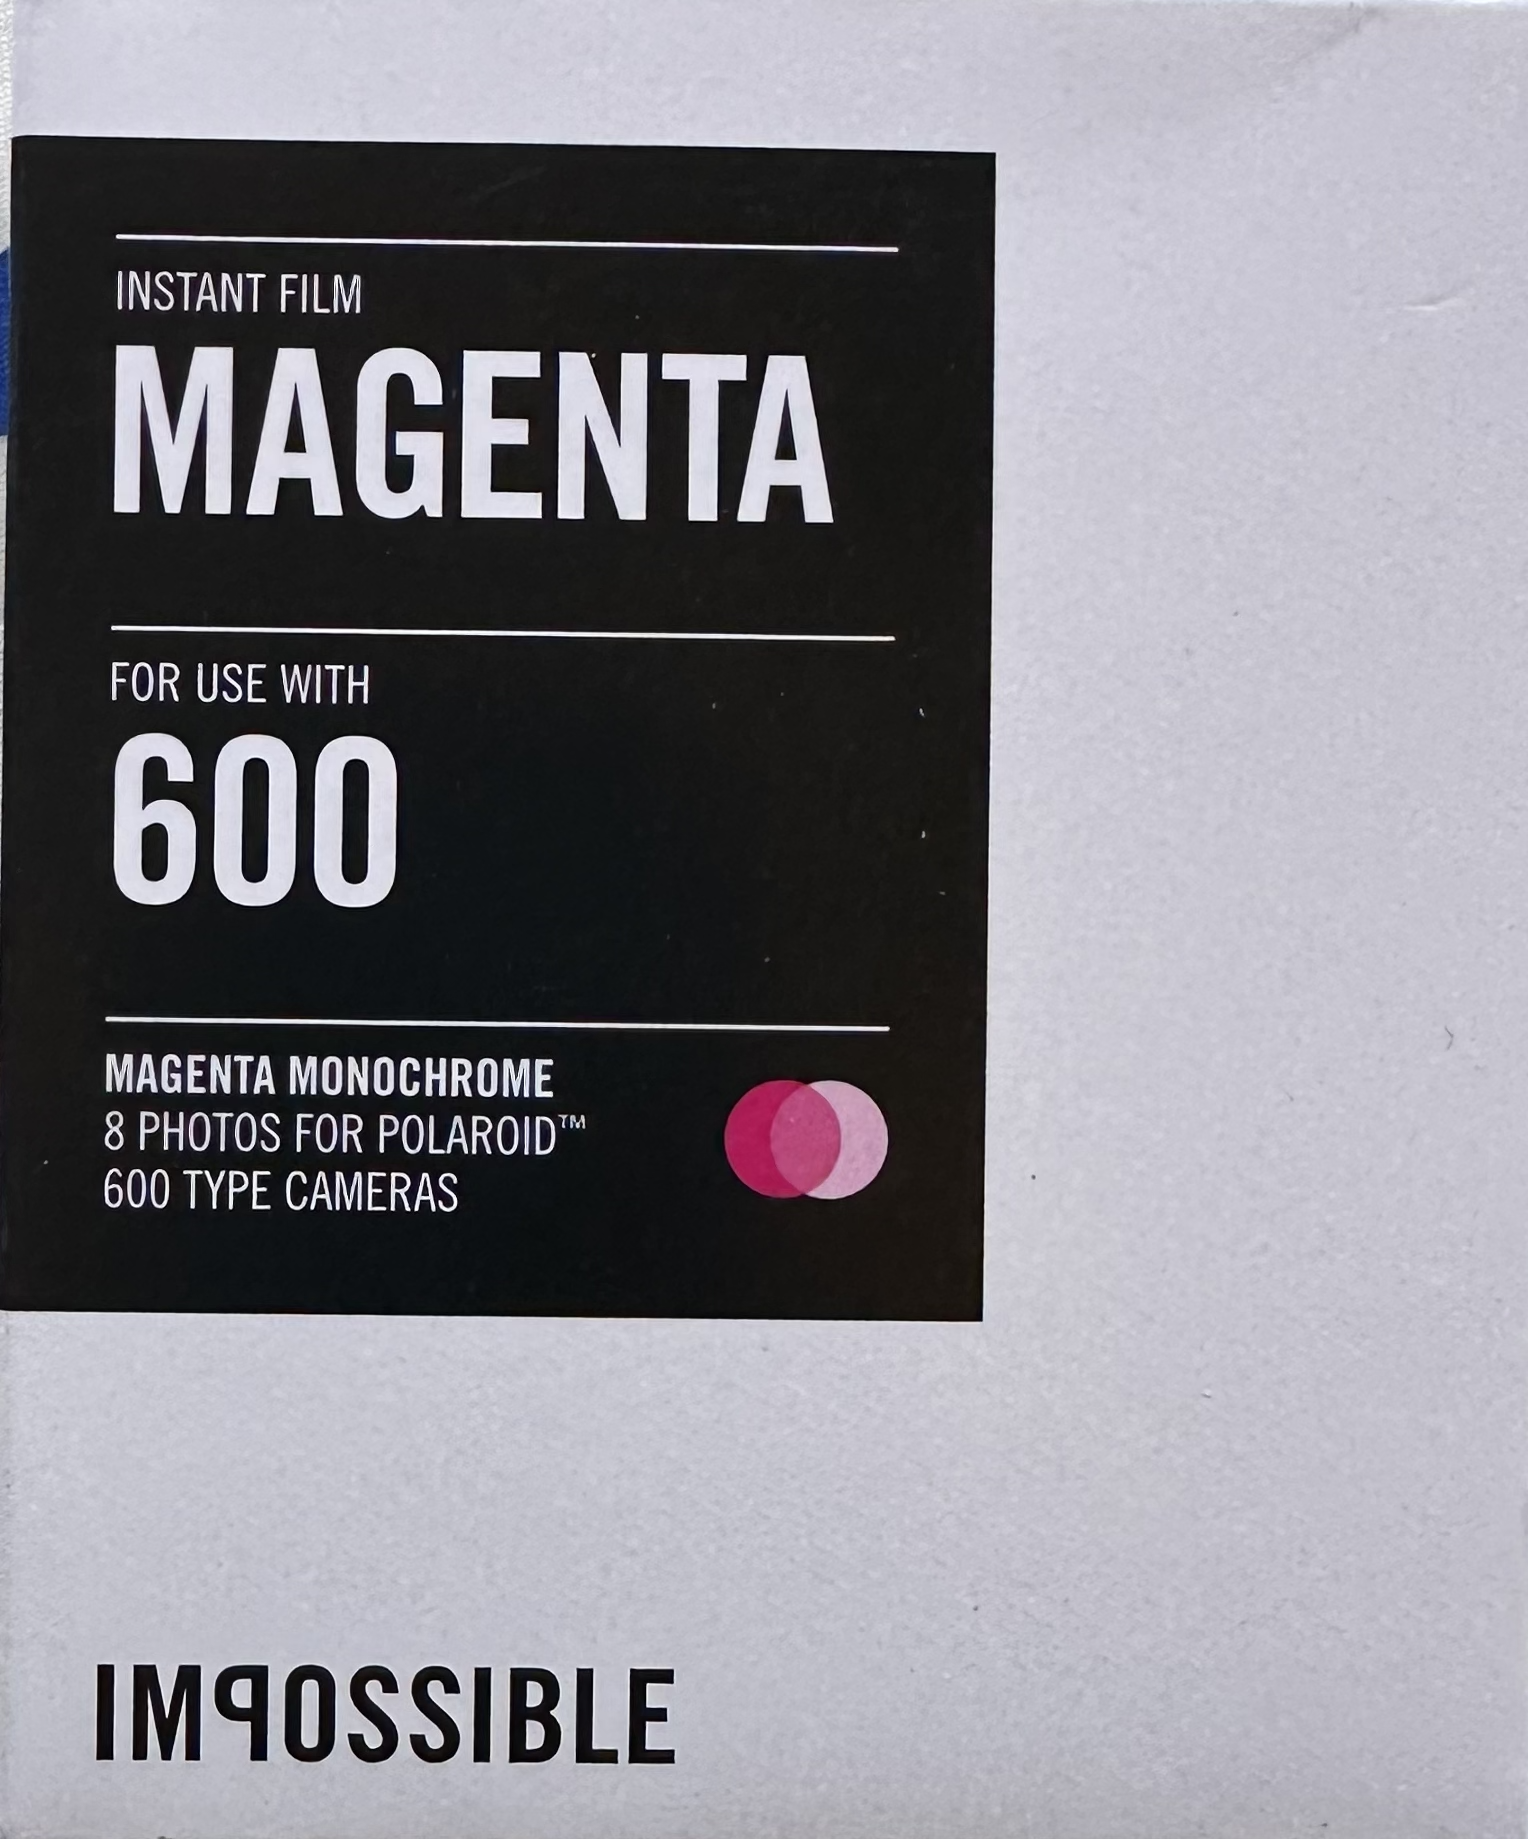 INSTANT FILM
MAGENTA
FOR USE WITH
600
MAGENTA MONOCHROME
8 PHOTOS FOR POLAROID™
600 TYPE CAMERAS
IMPOSSIBLE